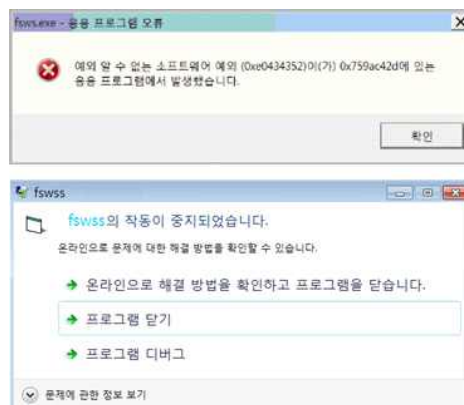 fsws.exe - 응용 프로그램 오류
예외 알 수 없는 소프트웨어 예외 (0xe0434352)이(가) 0x759ac42d에 있는
응용 프로그램에서 발생했습니다.
확인
fswss
fswss의 작동이 중지되었습니다.
온라인으로 문제에 대한 해결 방법을 확인할 수 있습니다.
온라인으로 해결 방법을 확인하고 프로그램을 닫습니다.
프로그램 닫기
프로그램 디버그
문제에 관한 정보 보기